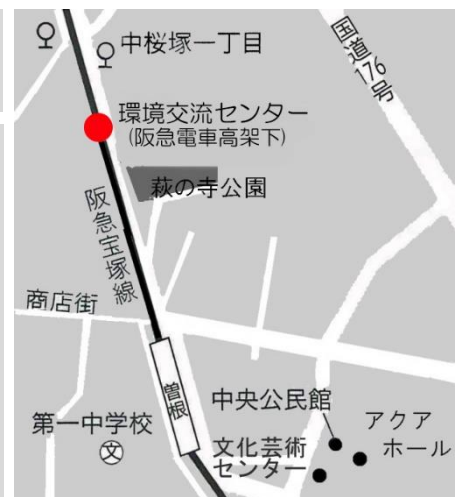 中桜塚一丁目
国道176号
環境交流センター
(阪急電車高架下)
萩の寺公園
阪急宝塚線
商店街
曽根
第一中学校
文
中央公民館
アクア
ホール
文化芸術
センター